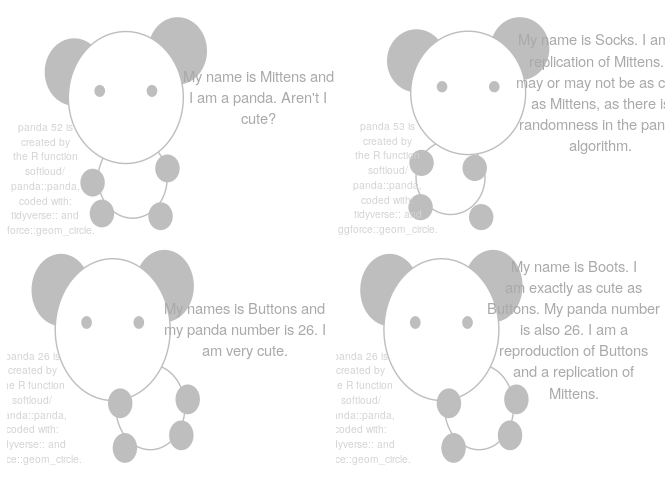 My name is Mittens and
I am a panda. Aren't I
cute?
panda 52 is
created by
the R function
softloud/
panda::panda,
coded with:
tidyverse:: and
force::geom_circle.
My name is Socks. I am
replication of Mittens.
may or may not be as c
as Mittens, as there is
randomness in the pan
algorithm.
panda 53 is
created by
the R function
softloud/
panda::panda,
coded with:
tidyverse:: and
ggforce::geom_circle.
My names is Buttons and
my panda number is 26. I
am very cute.
panda 26 is
created by
e R function
softloud/
anda::panda,
coded with:
dyverse:: and
ce::geom_circle.
My name is Boots. I
am exactly as cute as
Buttons. My panda number
is also 26. I am a
reproduction of Buttons
and a replication of
Mittens.
panda 26 is
created by
e R function
softloud/
anda::panda,
coded with:
dyverse:: and
ce::geom_circle.